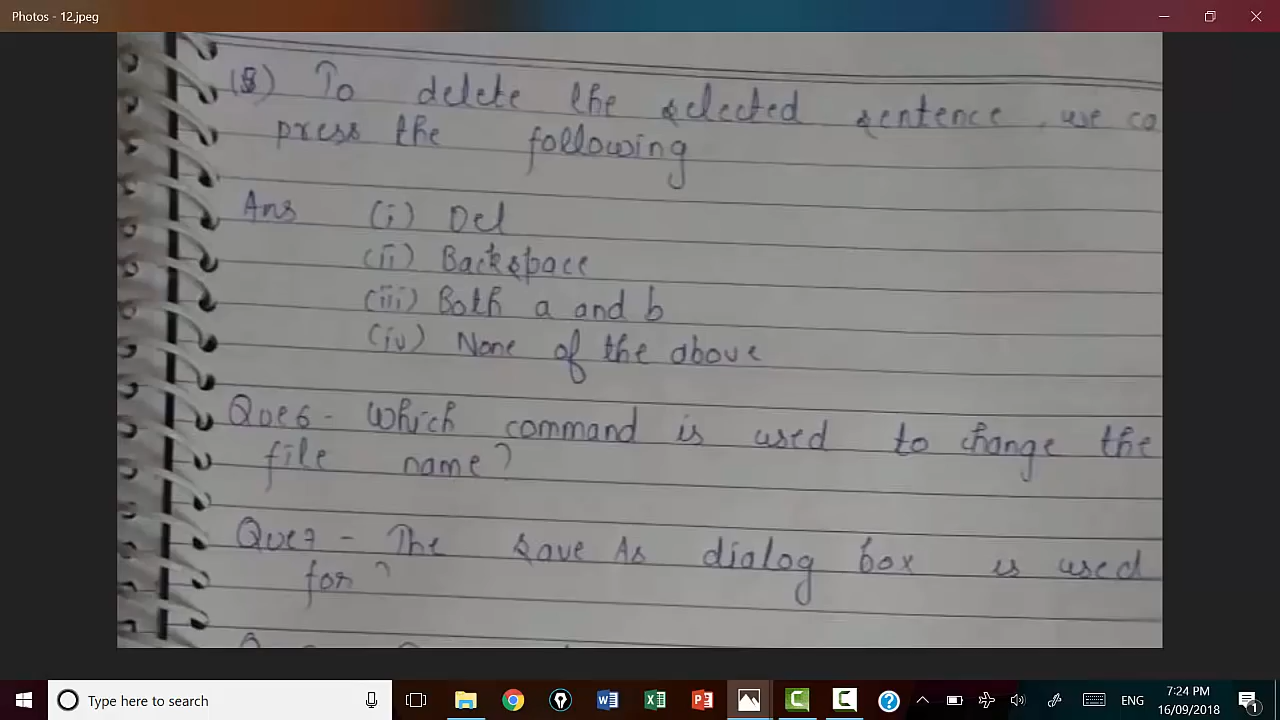 Photos - 12.jpeg
(5) To delete the selected sentence, we ca
press the following
Ans (i) Del
(ii) Backspace
(iii) Both a and b
(iv) None of the above
Que6 - Which command is used to change the
file name?
Que7 - The save As dialog box is used
for?
Type here to search
ENG
7:24 PM
16/09/2018